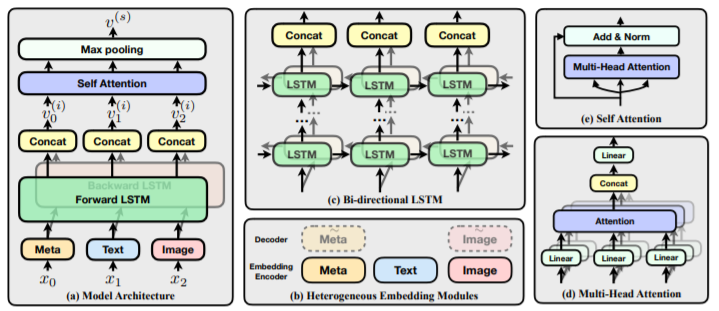 v^(s)
Max pooling
Self Attention
v_0^(i) v_1^(i) v_2^(i)
Concat Concat Concat
Backward LSTM
Forward LSTM
Meta Text Image
x_0 x_1 x_2
(a) Model Architecture
Concat Concat Concat
LSTM LSTM LSTM
... ... ...
LSTM LSTM LSTM
(c) Bi-directional LSTM
Decoder
~Meta ~Image
Embedding
Encoder
Meta Text Image
(b) Heterogeneous Embedding Modules
Add & Norm
Multi-Head Attention
(e) Self Attention
Linear
Concat
Attention
Linear Linear Linear
(d) Multi-Head Attention